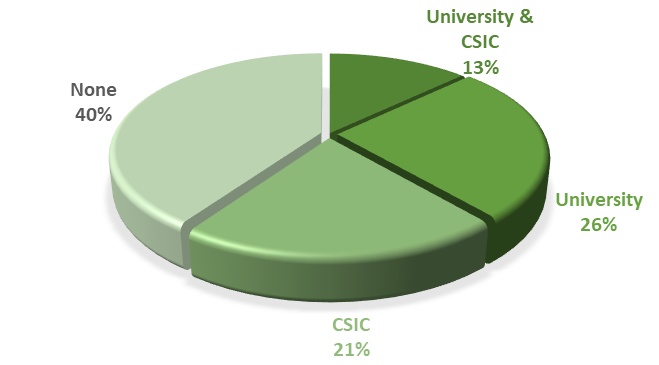 University &
CSIC
13%
None
40%
University
26%
CSIC
21%